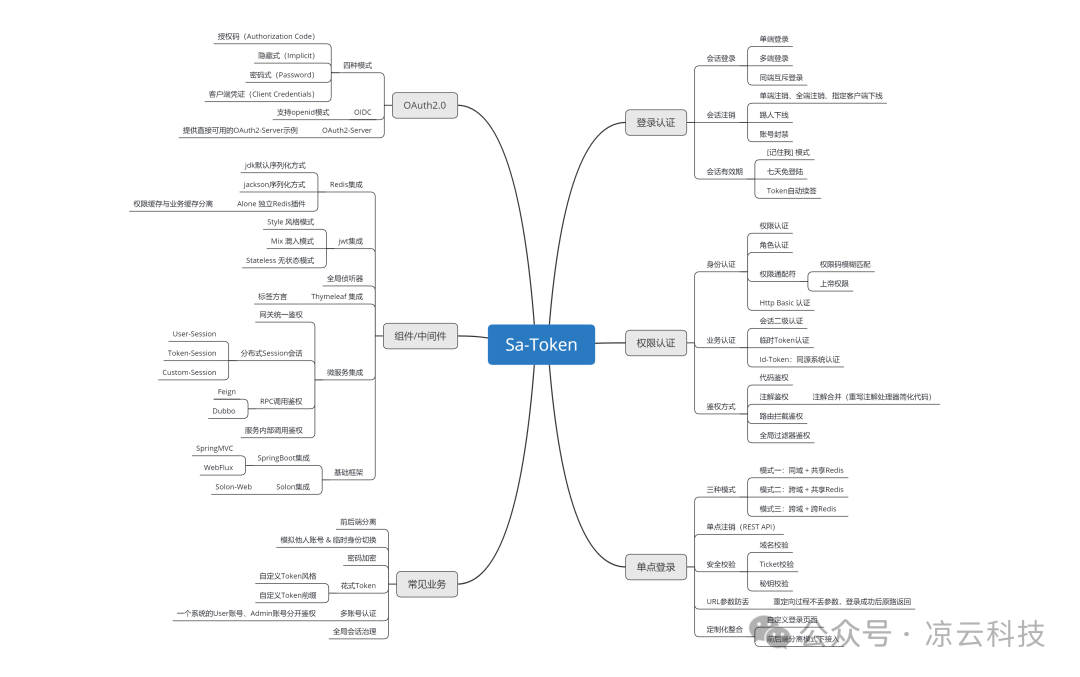 Sa-Token
OAuth2.0
四种模式
授权码（Authorization Code）
隐藏式（Implicit）
密码式（Password）
客户端凭证（Client Credentials）
OIDC
支持openid模式
OAuth2-Server
提供直接可用的OAuth2-Server示例
组件/中间件
Redis集成
jdk默认序列化方式
jackson序列化方式
Alone 独立Redis插件
权限缓存与业务缓存分离
jwt集成
Style 风格模式
Mix 混入模式
Stateless 无状态模式
全局侦听器
Thymeleaf 集成
标签方言
微服务集成
网关统一鉴权
分布式Session会话
User-Session
Token-Session
Custom-Session
RPC调用鉴权
Feign
Dubbo
服务内部调用鉴权
基础框架
SpringBoot集成
SpringMVC
WebFlux
Solon集成
Solon-Web
常见业务
前后端分离
模拟他人账号 & 临时身份切换
密码加密
花式Token
自定义Token风格
自定义Token前缀
多账号认证
一个系统的User账号、Admin账号分开鉴权
全局会话治理
登录认证
会话登录
单端登录
多端登录
同端互斥登录
会话注销
单端注销、全端注销、指定客户端下线
踢人下线
账号封禁
会话有效期
[记住我] 模式
七天免登陆
Token自动续签
权限认证
身份认证
权限认证
角色认证
权限通配符
权限码模糊匹配
上帝权限
Http Basic 认证
业务认证
会话二级认证
临时Token认证
Id-Token：同源系统认证
鉴权方式
代码鉴权
注解鉴权
注解合并（重写注解处理器简化代码）
路由拦截鉴权
全局过滤器鉴权
单点登录
三种模式
模式一：同域 + 共享Redis
模式二：跨域 + 共享Redis
模式三：跨域 + 跨Redis
单点注销（REST API）
安全校验
域名校验
Ticket校验
秘钥校验
URL参数防丢
重定向过程不丢参数，登录成功后原路返回
定制化整合
自定义登录页面
前后端分离模式下接入
公众号 · 凉云科技